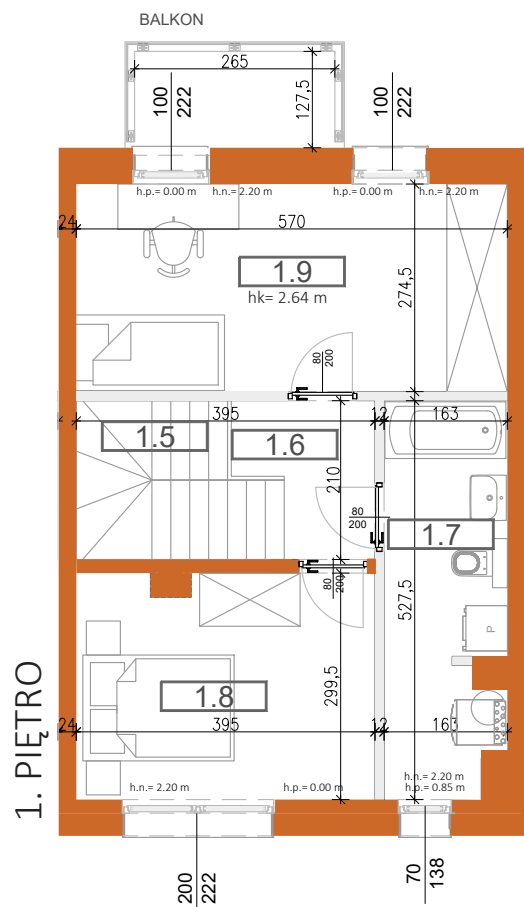 BALKON
265
127,5
100
222
100
222
h.p.= 0.00 m
h.n.= 2.20 m
h.p.= 0.00 m
h.n.= 2.20 m
24
570
1.9
hk= 2.64 m
274,5
80
200
395
12
163
1.5
1.6
210
1.7
80
200
80
200
527,5
299,5
1.8
24
395
12
163
1. PIĘTRO
P
h.n.= 2.20 m
h.p.= 0.00 m
h.n.= 2.20 m
h.p.= 0.85 m
200
222
70
138